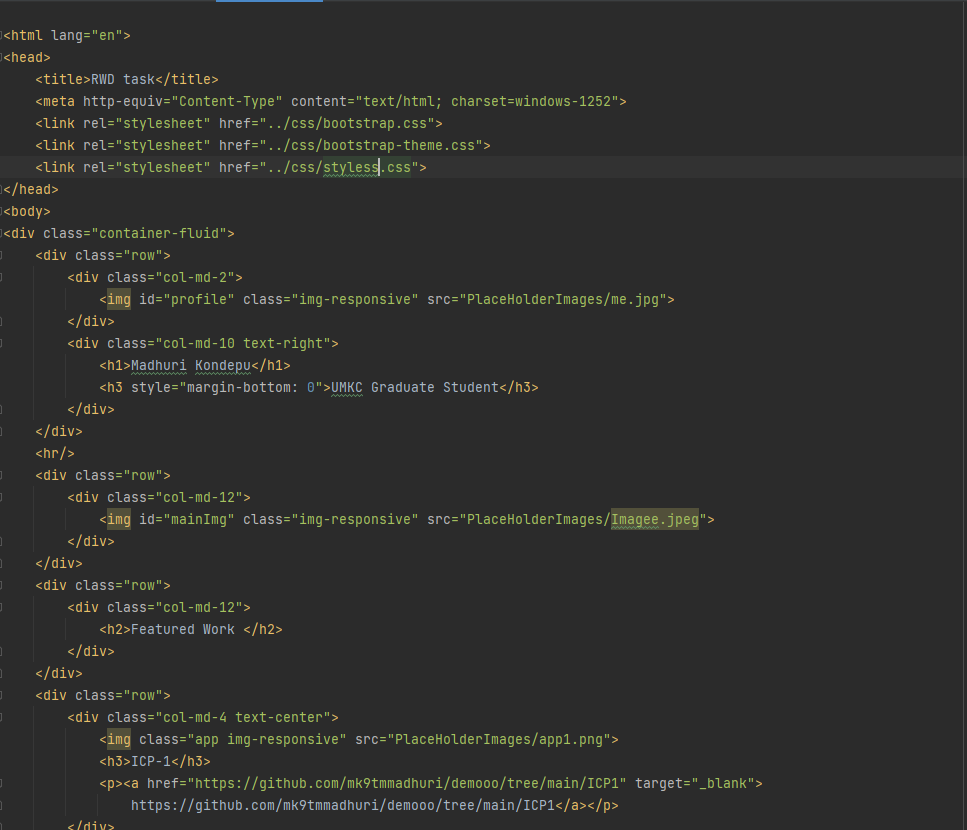 <html lang="en">
<head>
    <title>RWD task</title>
    <meta http-equiv="Content-Type" content="text/html; charset=windows-1252">
    <link rel="stylesheet" href="../css/bootstrap.css">
    <link rel="stylesheet" href="../css/bootstrap-theme.css">
    <link rel="stylesheet" href="../css/styless.css">
</head>
<body>
<div class="container-fluid">
    <div class="row">
        <div class="col-md-2">
            <img id="profile" class="img-responsive" src="PlaceHolderImages/me.jpg">
        </div>
        <div class="col-md-10 text-right">
            <h1>Madhuri Kondepu</h1>
            <h3 style="margin-bottom: 0">UMKC Graduate Student</h3>
        </div>
    </div>
    <hr/>
    <div class="row">
        <div class="col-md-12">
            <img id="mainImg" class="img-responsive" src="PlaceHolderImages/Imagee.jpeg">
        </div>
    </div>
    <div class="row">
        <div class="col-md-12">
            <h2>Featured Work </h2>
        </div>
    </div>
    <div class="row">
        <div class="col-md-4 text-center">
            <img class="app img-responsive" src="PlaceHolderImages/app1.png">
            <h3>ICP-1</h3>
            <p><a href="https://github.com/mk9tmmadhuri/demooo/tree/main/ICP1" target="_blank">
                https://github.com/mk9tmmadhuri/demooo/tree/main/ICP1</a></p>
        </div>